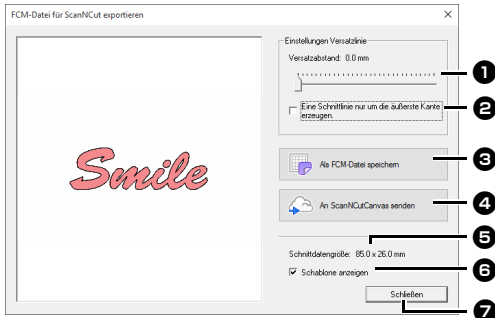 FCM-Datei für ScanNCut exportieren
Einstellungen Versatzlinie
Versatzabstand: 0.0 mm
1
Eine Schnittlinie nur um die äußerste Kante
erzeugen.
2
Smile
Als FCM-Datei speichern
3
An ScanNCutCanvas senden
4
5
Schnittdatengröße: 85.0 x 26.0 mm
Schablone anzeigen
6
Schließen
7